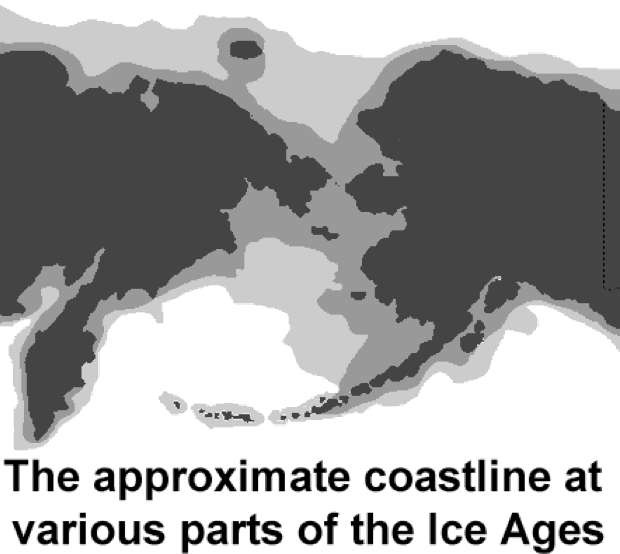 The approximate coastline at
various parts of the Ice Ages